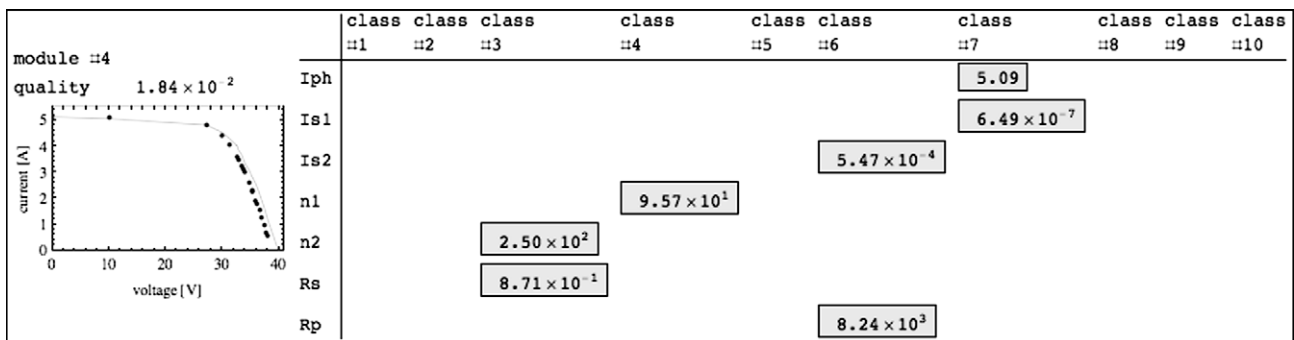 class class class class class class class class class class
⌗1 ⌗2 ⌗3 ⌗4 ⌗5 ⌗6 ⌗7 ⌗8 ⌗9 ⌗10
module ⌗4
quality 1.84×10⁻²
Iph 5.09
Is1 6.49×10⁻⁷
Is2 5.47×10⁻⁴
n1 9.57×10¹
n2 2.50×10²
Rs 8.71×10⁻¹
Rp 8.24×10³
current [A]
5
4
3
2
1
0
0 10 20 30 40
voltage [V]